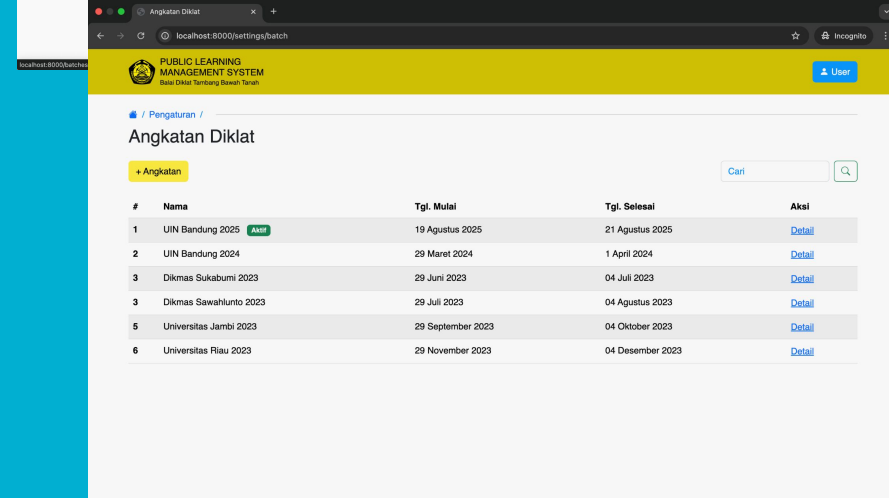 Angkatan Diklat
localhost:8000/settings/batch
Incognito
localhost:8000/batches
PUBLIC LEARNING
MANAGEMENT SYSTEM
Balai Diklat Tambang Bawah Tanah
User
/ Pengaturan /
Angkatan Diklat
+ Angkatan
Cari
# Nama Tgl. Mulai Tgl. Selesai Aksi
1 UIN Bandung 2025 Aktif 19 Agustus 2025 21 Agustus 2025 Detail
2 UIN Bandung 2024 29 Maret 2024 1 April 2024 Detail
3 Dikmas Sukabumi 2023 29 Juni 2023 04 Juli 2023 Detail
3 Dikmas Sawahlunto 2023 29 Juli 2023 04 Agustus 2023 Detail
5 Universitas Jambi 2023 29 September 2023 04 Oktober 2023 Detail
6 Universitas Riau 2023 29 November 2023 04 Desember 2023 Detail